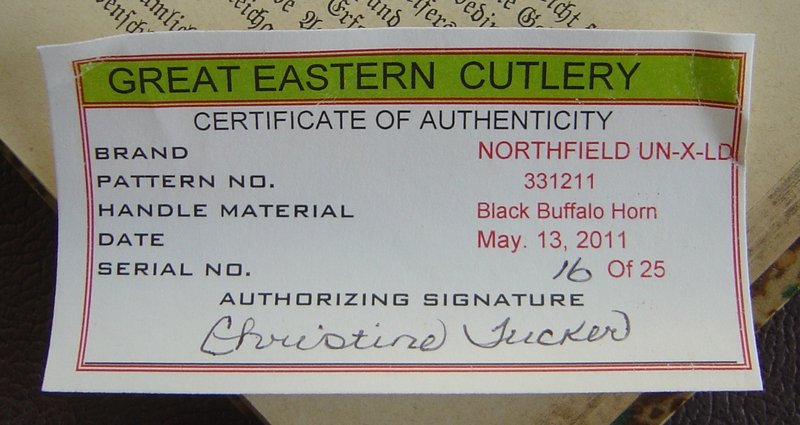 GREAT EASTERN CUTLERY
CERTIFICATE OF AUTHENTICITY
BRAND NORTHFIELD UN-X-LD
PATTERN NO. 331211
HANDLE MATERIAL Black Buffalo Horn
DATE May. 13, 2011
SERIAL NO. 16 Of 25
AUTHORIZING SIGNATURE
Christine Tucker